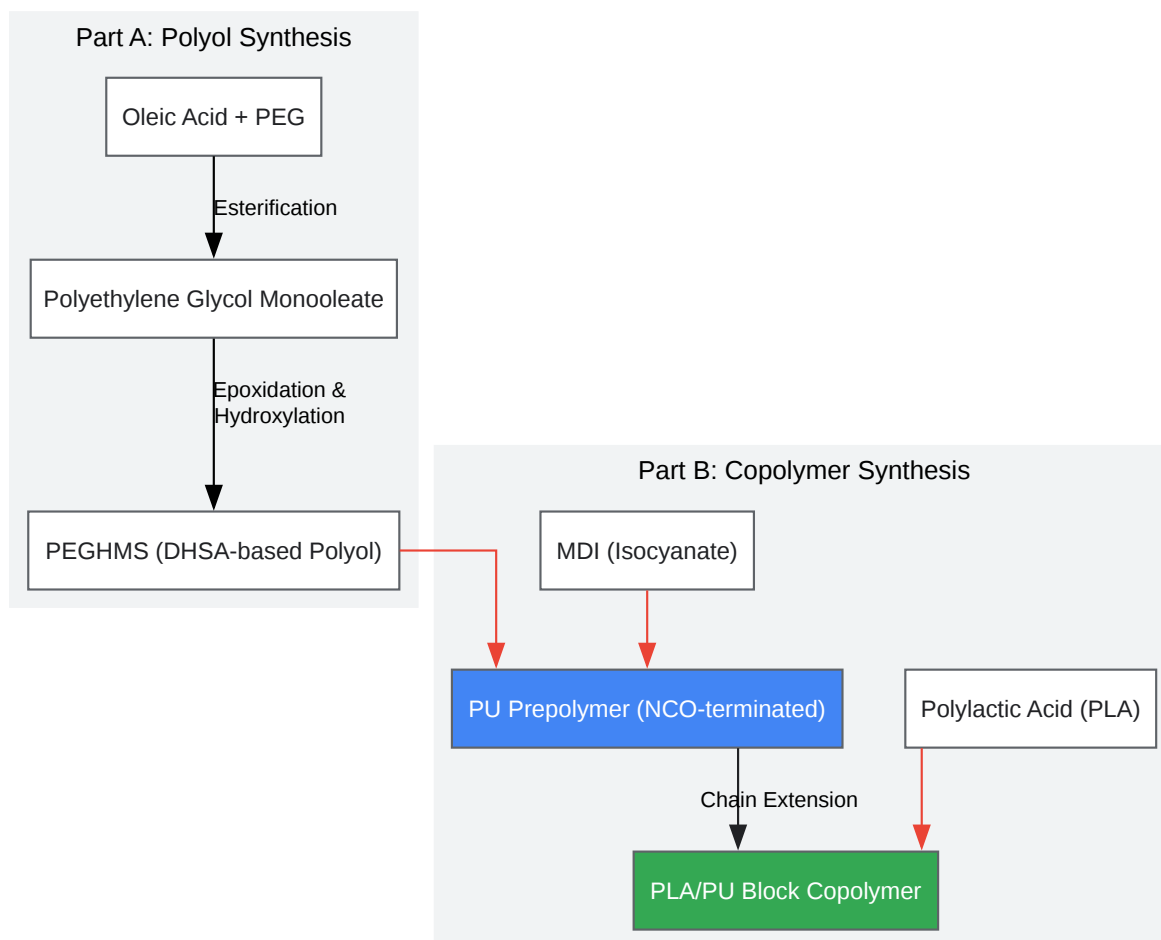 Part A: Polyol Synthesis
Oleic Acid + PEG
Esterification
Polyethylene Glycol Monooleate
Epoxidation &
Hydroxylation
PEGHMS (DHSA-based Polyol)
Part B: Copolymer Synthesis
MDI (Isocyanate)
PU Prepolymer (NCO-terminated)
Polylactic Acid (PLA)
Chain Extension
PLA/PU Block Copolymer